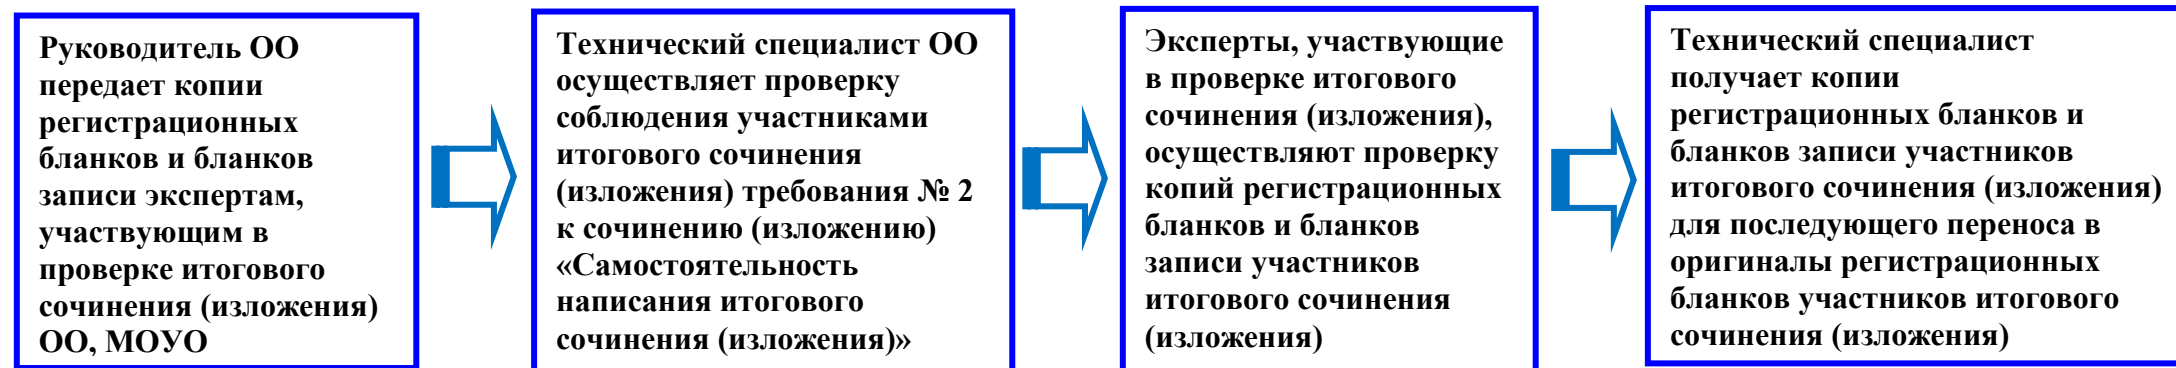 Руководитель ОО
передает копии
регистрационных
бланков и бланков
записи экспертам,
участвующим в
проверке итогового
сочинения (изложения)
ОО, МОУО
Технический специалист ОО
осуществляет проверку
соблюдения участниками
итогового сочинения
(изложения) требования № 2
к сочинению (изложению)
«Самостоятельность
написания итогового
сочинения (изложения)»
Эксперты, участвующие
в проверке итогового
сочинения (изложения),
осуществляют проверку
копий регистрационных
бланков и бланков
записи участников
итогового сочинения
(изложения)
Технический специалист
получает копии
регистрационных бланков и
бланков записи участников
итогового сочинения (изложения)
для последующего переноса в
оригиналы регистрационных
бланков участников итогового
сочинения (изложения)